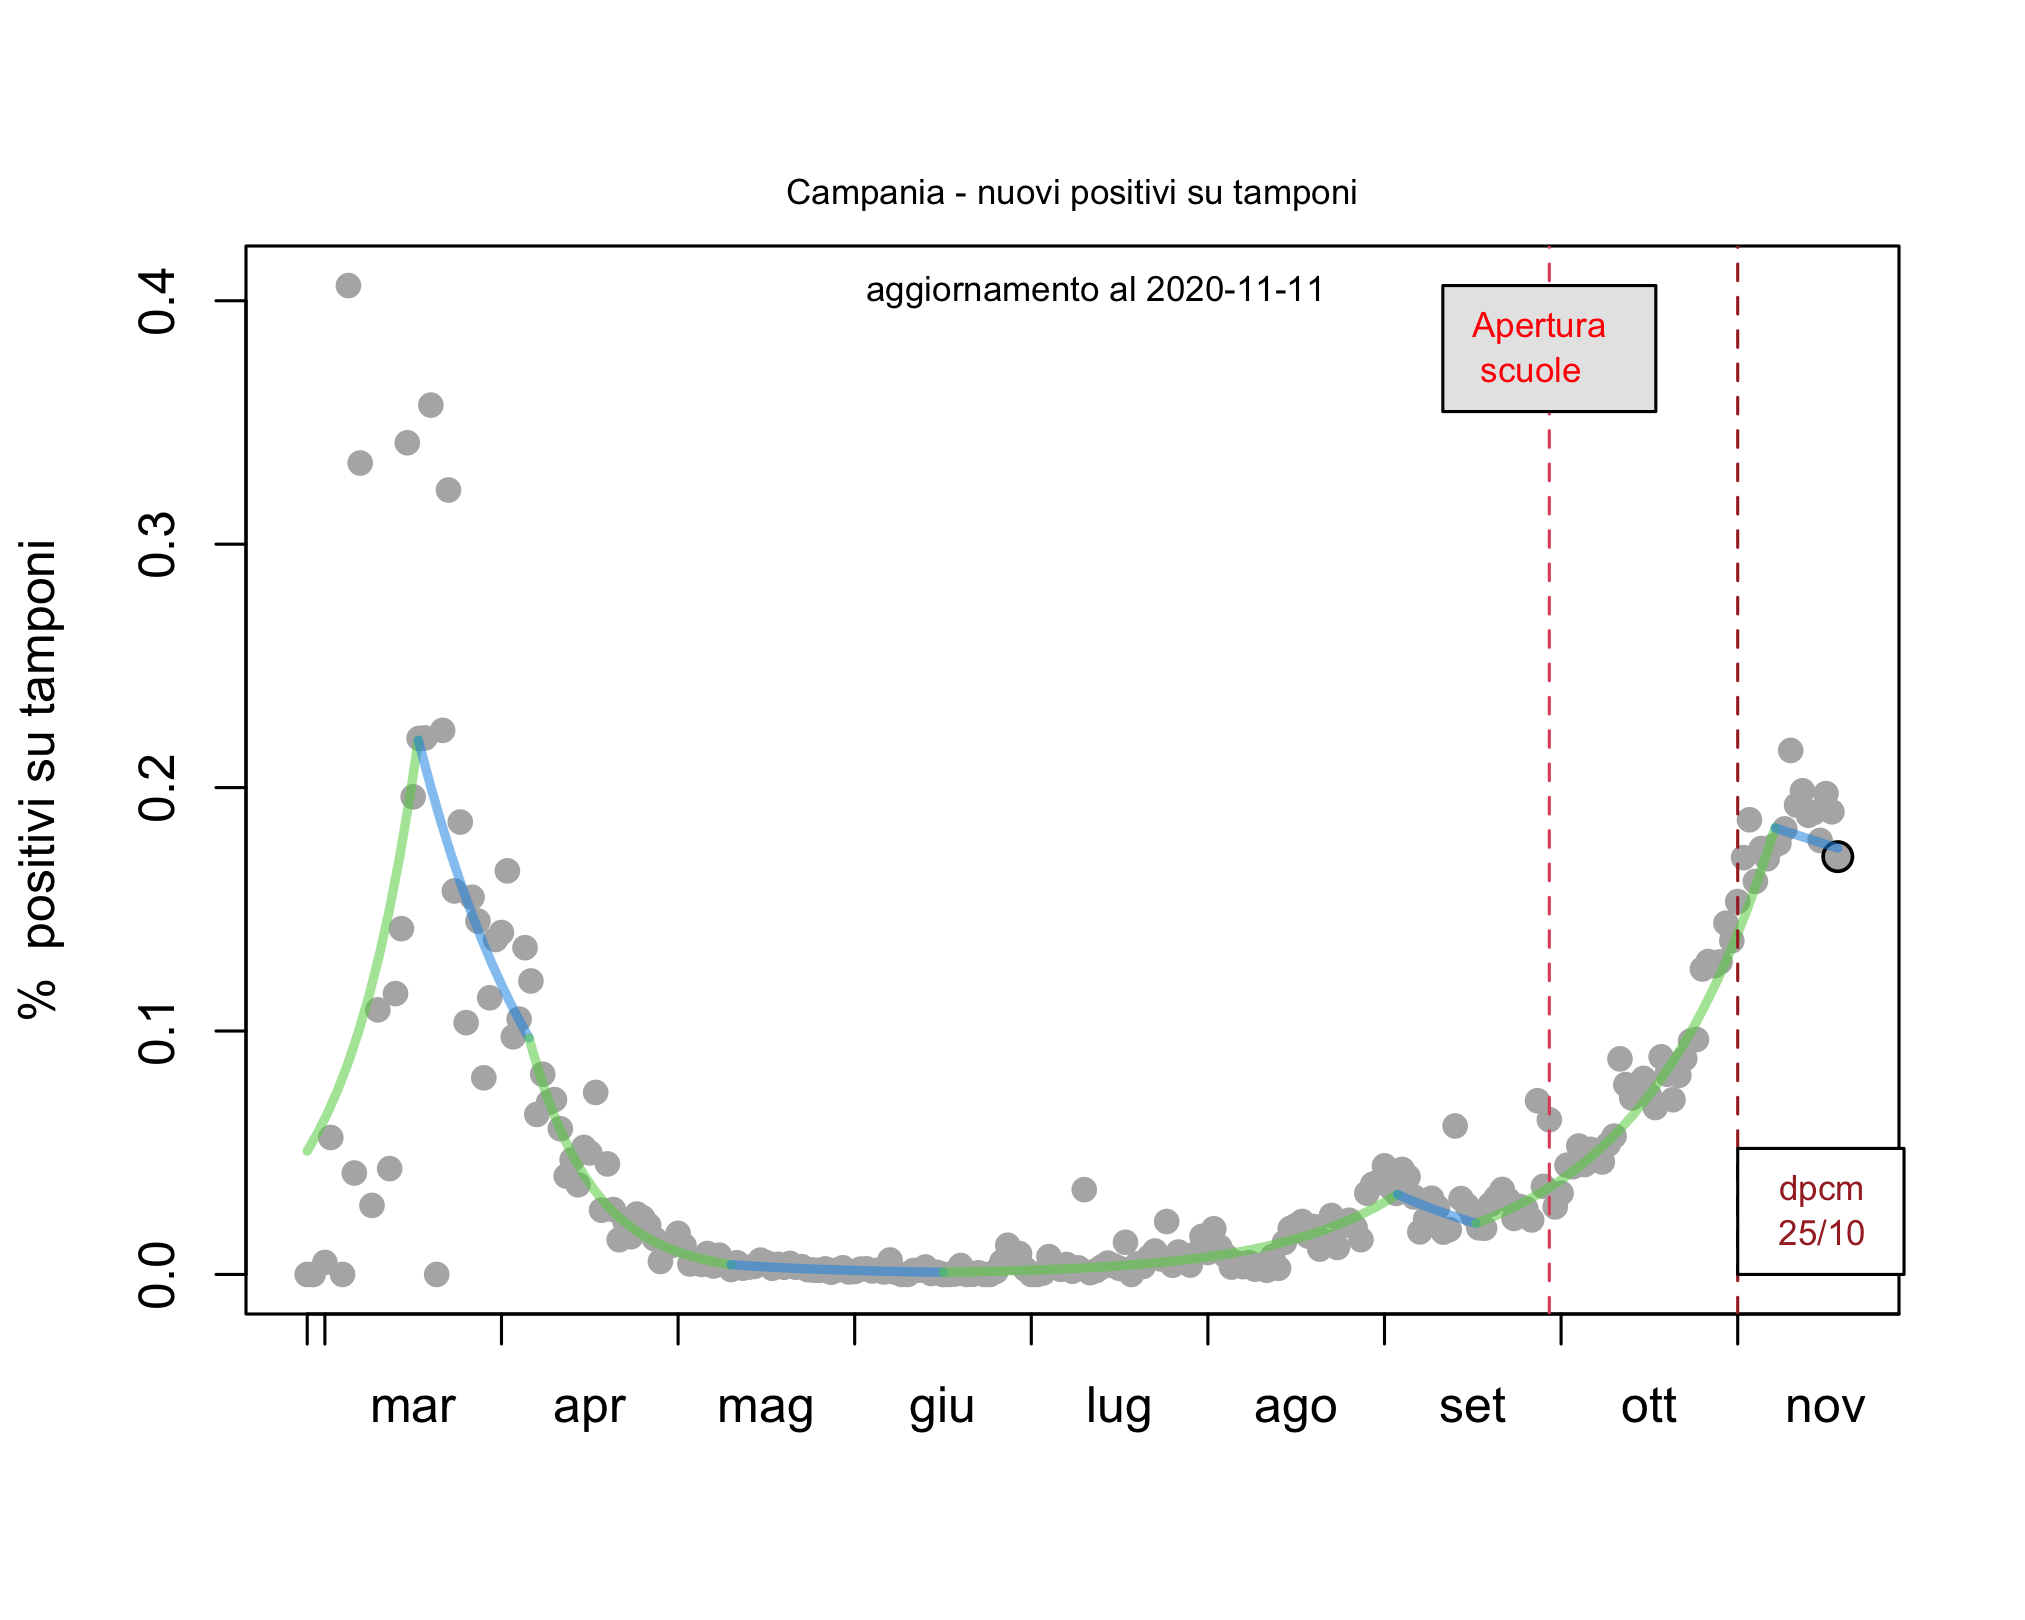 Campania - nuovi positivi su tamponi
aggiornamento al 2020-11-11
Apertura
scuole
% positivi su tamponi
0.4
0.3
0.2
0.1
0.0
dpcm
25/10
mar apr mag giu lug ago set ott nov